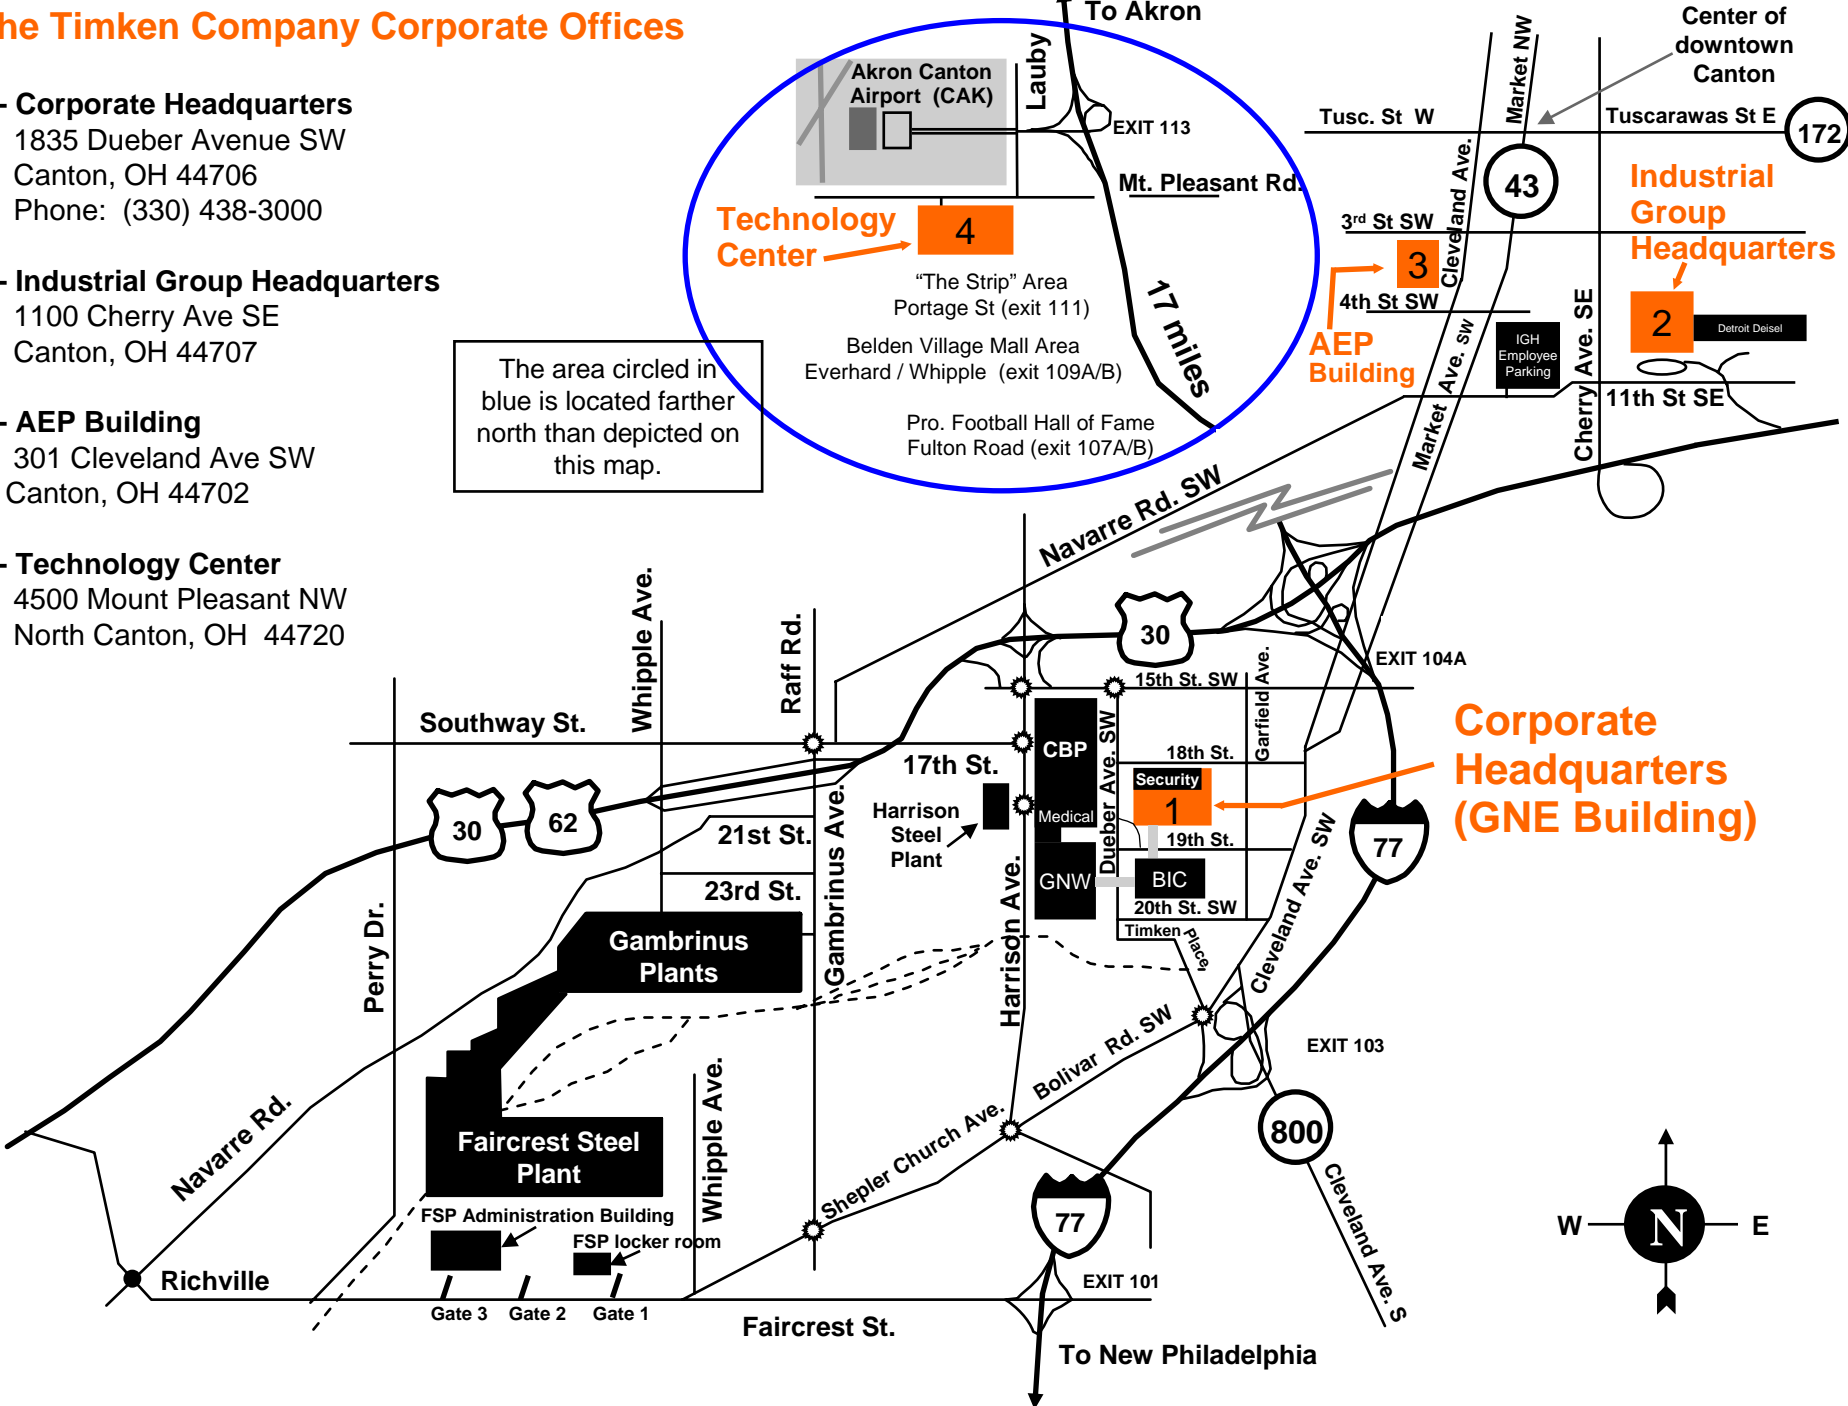 he Timken Company Corporate Offices
- Corporate Headquarters
1835 Dueber Avenue SW
Canton, OH 44706
Phone:  (330) 438-3000
- Industrial Group Headquarters
1100 Cherry Ave SE
Canton, OH 44707
- AEP Building
301 Cleveland Ave SW
Canton, OH 44702
- Technology Center
4500 Mount Pleasant NW
North Canton, OH  44720
The area circled in
blue is located farther
north than depicted on
this map.
To Akron
Lauby
Akron Canton
Airport  (CAK)
EXIT 113
Mt. Pleasant Rd.
Technology
Center
4
“The Strip” Area
Portage St (exit 111)
Belden Village Mall Area
Everhard / Whipple  (exit 109A/B)
Pro. Football Hall of Fame
Fulton Road (exit 107A/B)
17 miles
Center of
downtown
Canton
Market NW
Tusc. St  W
Tuscarawas St E
172
Cleveland Ave.
43
3rd St SW
3
4th St SW
AEP
Building
Industrial
Group
Headquarters
2
Detroit Deisel
IGH
Employee
Parking
Market Ave. sw
Market Ave.
Cherry Ave. SE
11th St SE
Navarre Rd. SW
30
EXIT 104A
15th St. SW
Garfield Ave.
Whipple Ave.
Raff Rd.
Southway St.
17th St.
CBP
Dueber Ave. SW
18th St.
Security
1
Corporate
Headquarters
(GNE Building)
Harrison
Steel
Plant
Medical
19th St.
GNW
BIC
20th St. SW
Timken Place
Cleveland Ave. SW
77
30
62
21st St.
23rd St.
Gambrinus Ave.
Harrison Ave.
Perry Dr.
Gambrinus
Plants
Bolivar  Rd. SW
EXIT 103
800
Cleveland Ave. S
Navarre Rd.
Faircrest Steel
Plant
Whipple Ave.
Shepler Church Ave.
77
FSP Administration Building
FSP locker room
Richville
Gate 3
Gate 2
Gate 1
Faircrest St.
EXIT 101
To New Philadelphia
W
N
E